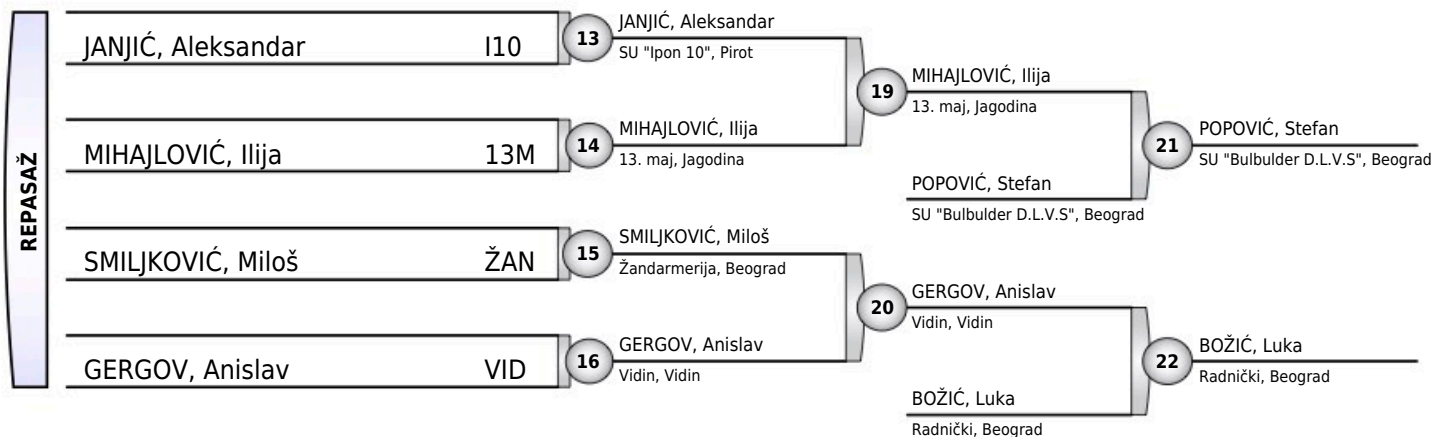 REPASAŽ
JANJIĆ, Aleksandar I10
13
JANJIĆ, Aleksandar
SU "Ipon 10", Pirot
MIHAJLOVIĆ, Ilija 13M
14
MIHAJLOVIĆ, Ilija
13. maj, Jagodina
SMILJKOVIĆ, Miloš ŽAN
15
SMILJKOVIĆ, Miloš
Žandarmerija, Beograd
GERGOV, Anislav VID
16
GERGOV, Anislav
Vidin, Vidin
19
MIHAJLOVIĆ, Ilija
13. maj, Jagodina
POPOVIĆ, Stefan
SU "Bulbulder D.L.V.S", Beograd
20
GERGOV, Anislav
Vidin, Vidin
BOŽIĆ, Luka
Radnički, Beograd
21
POPOVIĆ, Stefan
SU "Bulbulder D.L.V.S", Beograd
22
BOŽIĆ, Luka
Radnički, Beograd